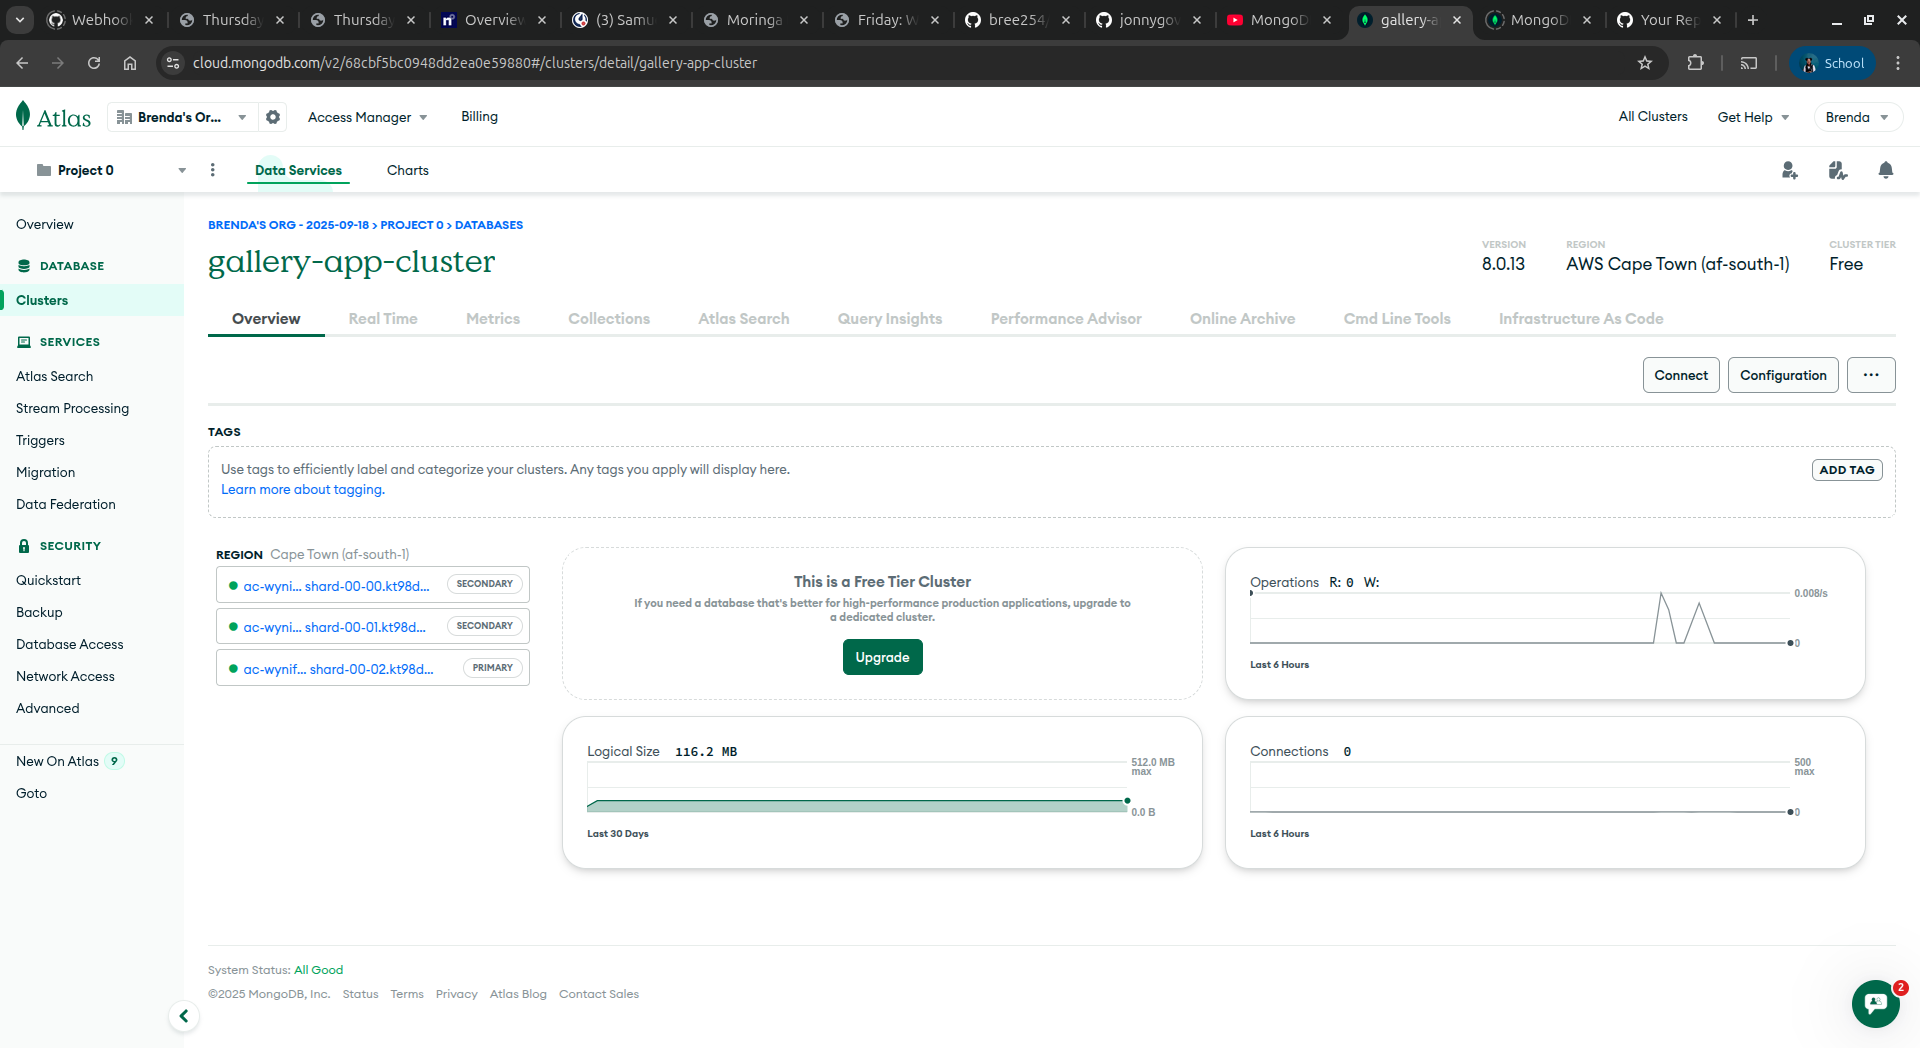 Webhoo
Thursday
Thursday
Overview
(3) Samu
Moringa
Friday: W
bree254/
jonnygov
MongoD
gallery-a
MongoD
Your Rep
cloud.mongodb.com/v2/68cbf5bc0948dd2ea0e59880#/clusters/detail/gallery-app-cluster
School
Atlas
Brenda's Or...
Access Manager
Billing
All Clusters
Get Help
Brenda
Project 0
Data Services
Charts
Overview
DATABASE
Clusters
SERVICES
Atlas Search
Stream Processing
Triggers
Migration
Data Federation
SECURITY
Quickstart
Backup
Database Access
Network Access
Advanced
New On Atlas 9
Goto
BRENDA'S ORG - 2025-09-18 > PROJECT 0 > DATABASES
gallery-app-cluster
VERSION
8.0.13
REGION
AWS Cape Town (af-south-1)
CLUSTER TIER
Free
Overview
Real Time
Metrics
Collections
Atlas Search
Query Insights
Performance Advisor
Online Archive
Cmd Line Tools
Infrastructure As Code
Connect
Configuration
...
TAGS
Use tags to efficiently label and categorize your clusters. Any tags you apply will display here.
Learn more about tagging.
ADD TAG
REGION Cape Town (af-south-1)
ac-wyni... shard-00-00.kt98d... SECONDARY
ac-wyni... shard-00-01.kt98d... SECONDARY
ac-wynif... shard-00-02.kt98d... PRIMARY
This is a Free Tier Cluster
If you need a database that's better for high-performance production applications, upgrade to
a dedicated cluster.
Upgrade
Operations R: 0 W:
0.008/s
0
Last 6 Hours
Logical Size 116.2 MB
512.0 MB
max
0.0 B
Last 30 Days
Connections 0
500
max
0
Last 6 Hours
System Status: All Good
©2025 MongoDB, Inc. Status Terms Privacy Atlas Blog Contact Sales
2